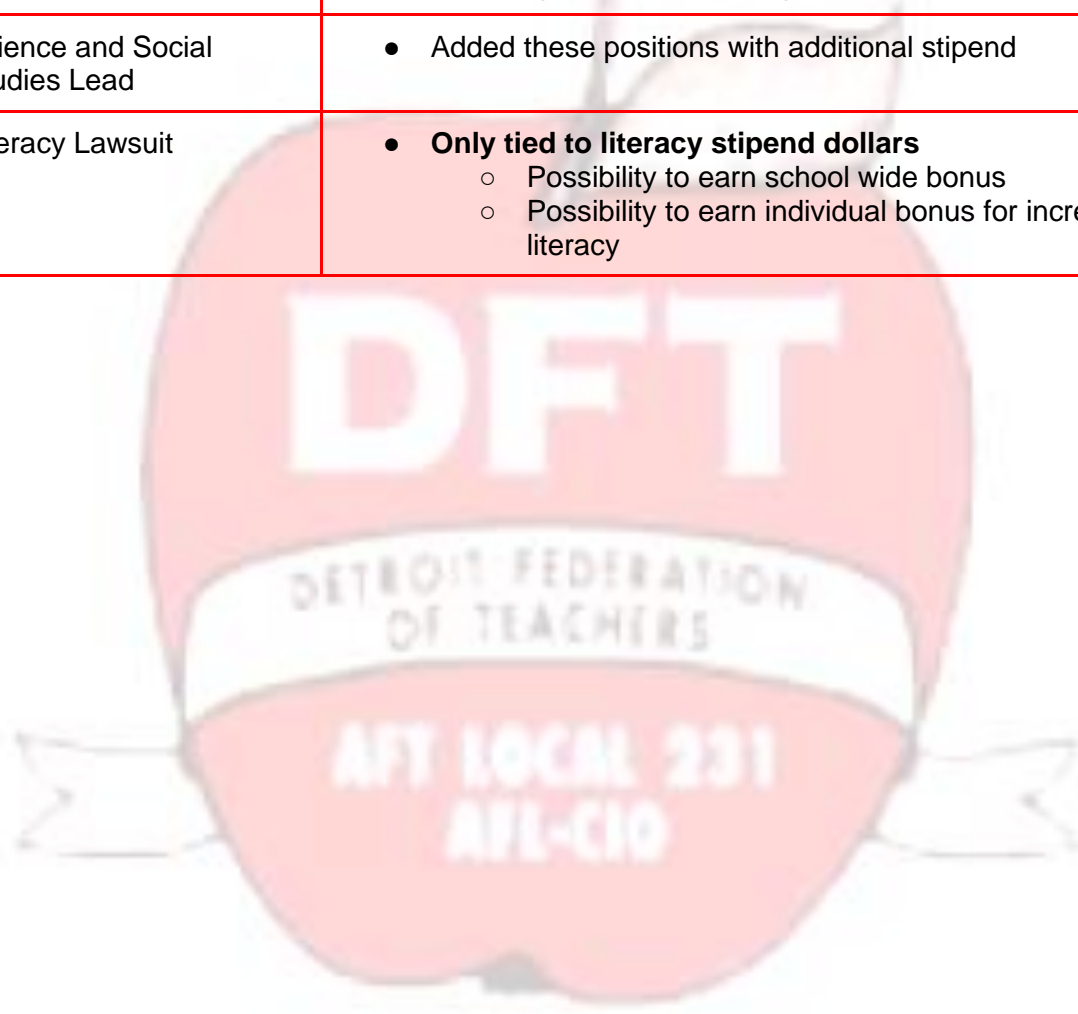 ience and Social
● Added these positions with additional stipend
udies Lead
eracy Lawsuit
● Only tied to literacy stipend dollars
○ Possibility to earn school wide bonus
○ Possibility to earn individual bonus for incre
literacy
DFT
DETROIT FEDERATION
OF TEACHERS
AFT LOCAL 231
AFL-CIO